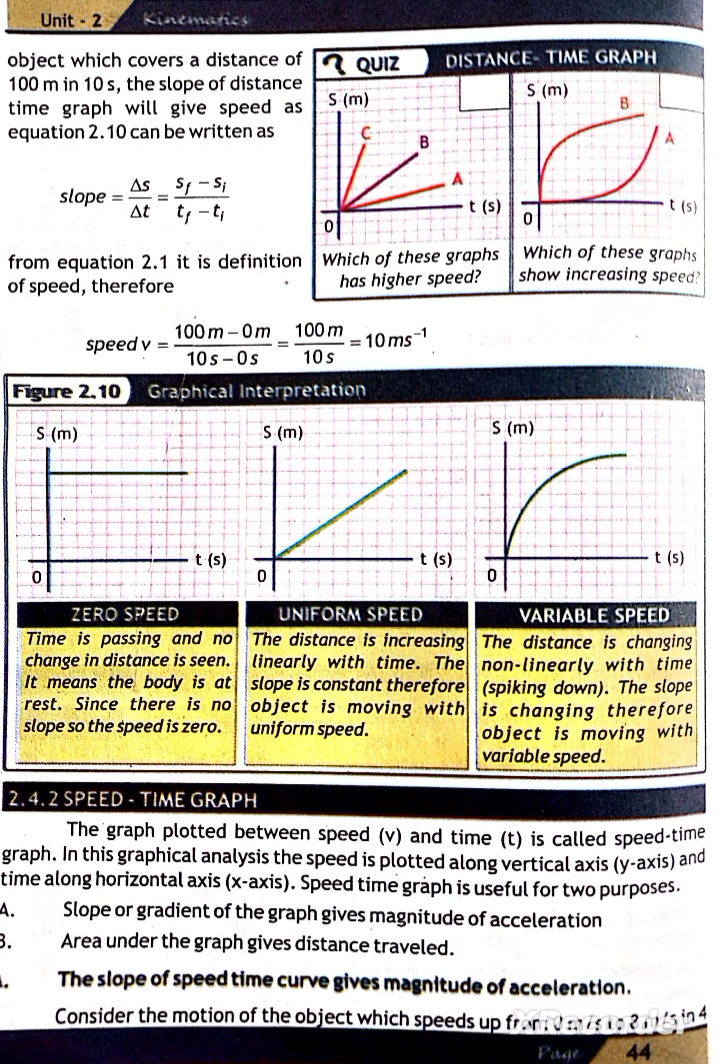 Unit - 2 Kinematics
object which covers a distance of
100 m in 10 s, the slope of distance
time graph will give speed as
equation 2.10 can be written as
slope = Δs/Δt = (s_f − s_i)/(t_f − t_i)
from equation 2.1 it is definition
of speed, therefore
? QUIZ DISTANCE- TIME GRAPH
S (m)
C
B
A
t (s)
0
Which of these graphs
has higher speed?
S (m)
B
A
t (s)
0
Which of these graphs
show increasing speed?
speed v = (100 m − 0 m)/(10 s − 0 s) = 100 m/10 s = 10 ms⁻¹
Figure 2.10 Graphical Interpretation
S (m)
t (s)
0
S (m)
t (s)
0
S (m)
t (s)
0
ZERO SPEED
Time is passing and no
change in distance is seen.
It means the body is at
rest. Since there is no
slope so the speed is zero.
UNIFORM SPEED
The distance is increasing
linearly with time. The
slope is constant therefore
object is moving with
uniform speed.
VARIABLE SPEED
The distance is changing
non-linearly with time
(spiking down). The slope
is changing therefore
object is moving with
variable speed.
2.4.2 SPEED - TIME GRAPH
The graph plotted between speed (v) and time (t) is called speed-time
graph. In this graphical analysis the speed is plotted along vertical axis (y-axis) and
time along horizontal axis (x-axis). Speed time graph is useful for two purposes.
A. Slope or gradient of the graph gives magnitude of acceleration
B. Area under the graph gives distance traveled.
The slope of speed time curve gives magnitude of acceleration.
Consider the motion of the object which speeds up from in 4
XRecorder
Page 44